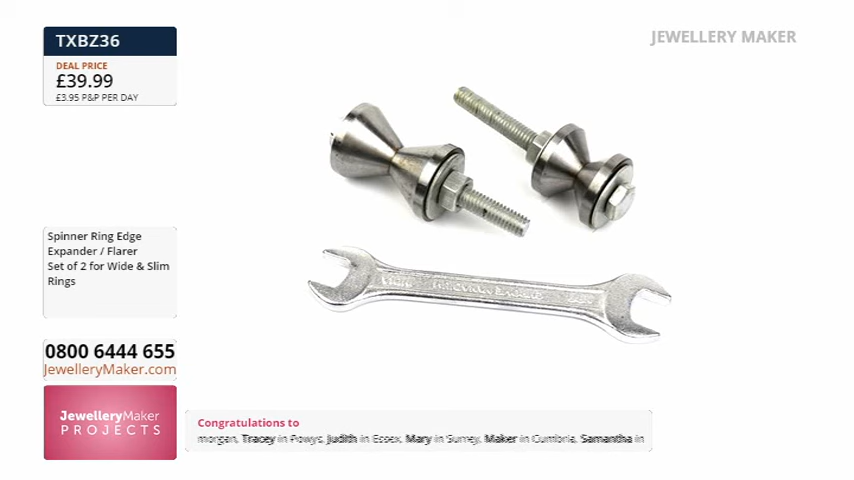 TXBZ36
DEAL PRICE
£39.99
£3.95 P&P PER DAY
JEWELLERY MAKER
Spinner Ring Edge
Expander / Flarer
Set of 2 for Wide & Slim
Rings
0800 6444 655
JewelleryMaker.com
JewelleryMaker
PROJECTS
Congratulations to
morgan, Tracey in Powys, Judith in Essex, Mary in Surrey, Maker in Cumbria, Samantha in